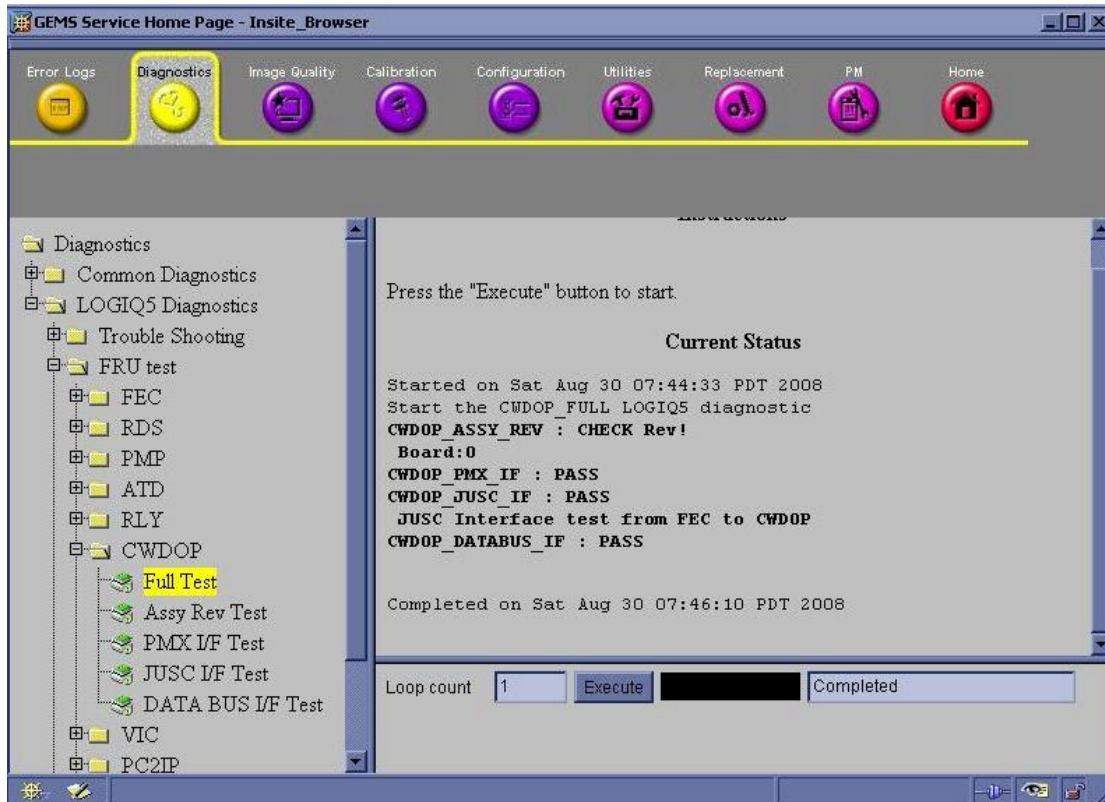 GEMS Service Home Page - Insite_Browser
Error Logs Diagnostics Image Quality Calibration Configuration Utilities Replacement PM Home
Diagnostics
Common Diagnostics
LOGIQ5 Diagnostics
Trouble Shooting
FRU test
FEC
RDS
PMP
ATD
RLY
CWDOP
Full Test
Assy Rev Test
PMX I/F Test
JUSC I/F Test
DATA BUS I/F Test
VIC
PC2IP
Instructions
Press the "Execute" button to start.
Current Status
Started on Sat Aug 30 07:44:33 PDT 2008
Start the CWDOP_FULL LOGIQ5 diagnostic
CWDOP_ASSY_REV : CHECK Rev!
Board:0
CWDOP_PMX_IF : PASS
CWDOP_JUSC_IF : PASS
JUSC Interface test from FEC to CWDOP
CWDOP_DATABUS_IF : PASS
Completed on Sat Aug 30 07:46:10 PDT 2008
Loop count 1 Execute Completed